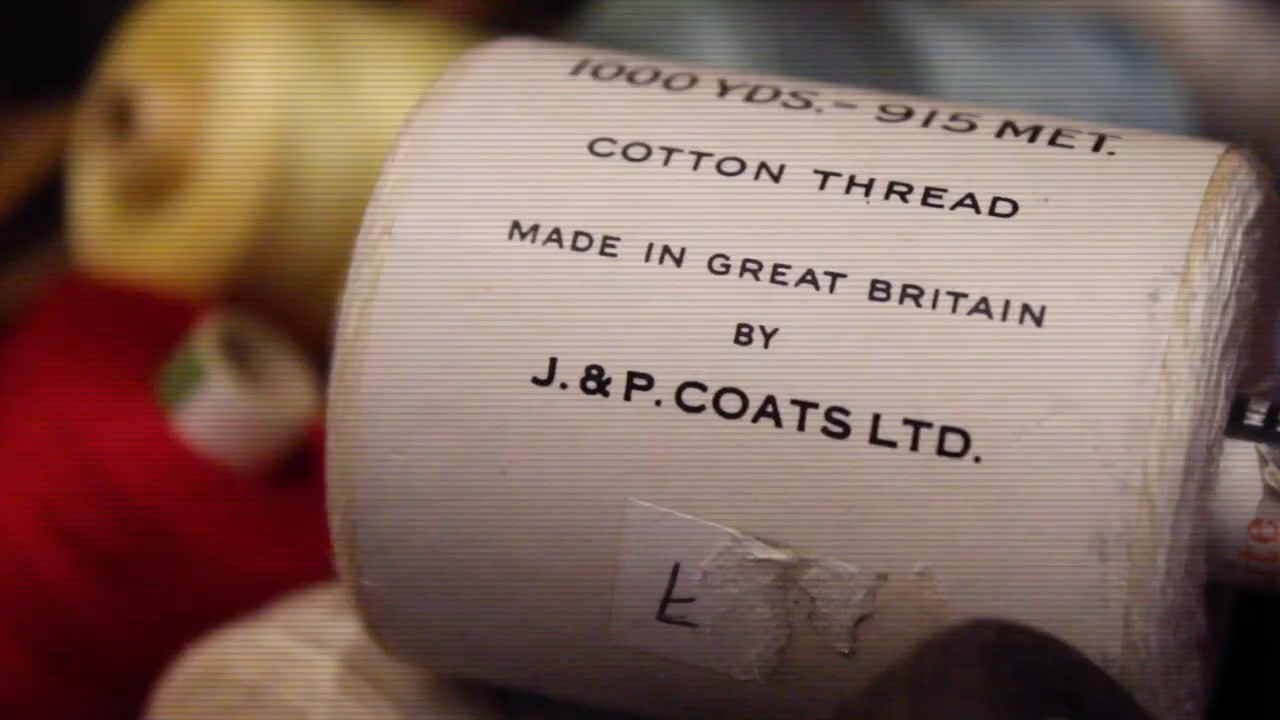 1000 YDS.- 915 MET.
COTTON THREAD
MADE IN GREAT BRITAIN
BY
J. & P. COATS LTD.